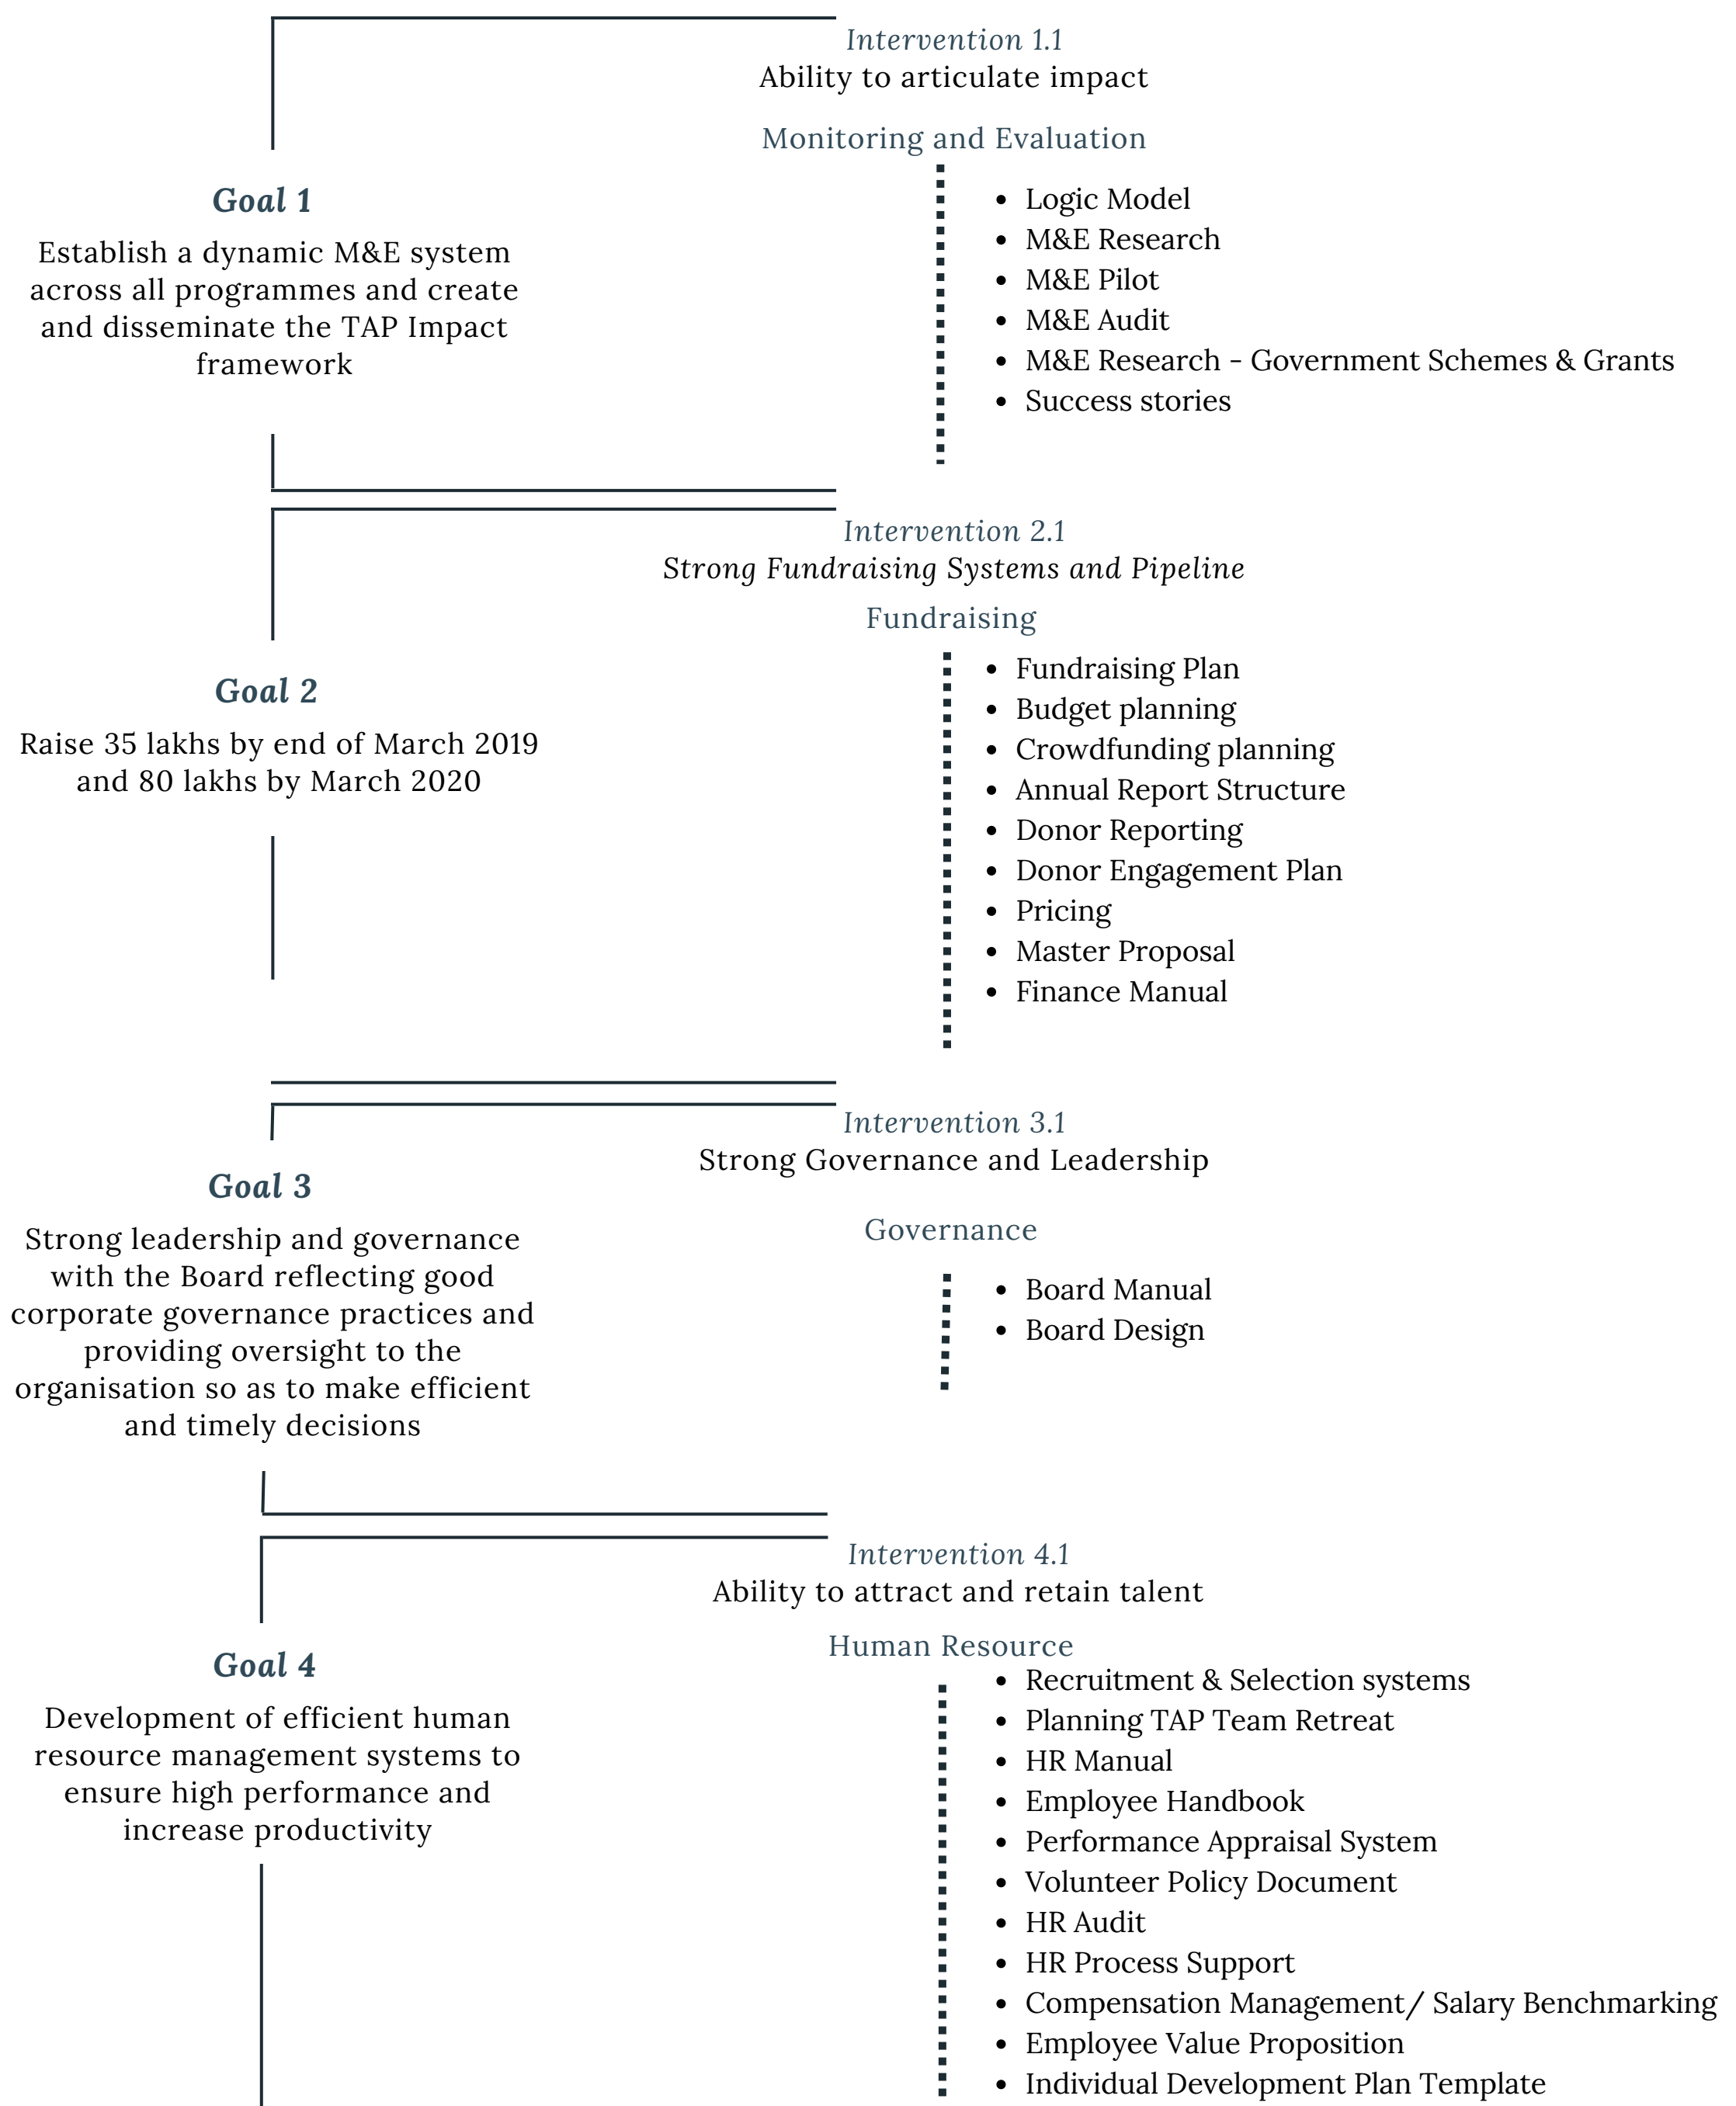 Intervention 1.1
Ability to articulate impact
Monitoring and Evaluation
Goal 1
Establish a dynamic M&E system
across all programmes and create
and disseminate the TAP Impact
framework
• Logic Model
• M&E Research
• M&E Pilot
• M&E Audit
• M&E Research - Government Schemes & Grants
• Success stories
Intervention 2.1
Strong Fundraising Systems and Pipeline
Fundraising
Goal 2
Raise 35 lakhs by end of March 2019
and 80 lakhs by March 2020
• Fundraising Plan
• Budget planning
• Crowdfunding planning
• Annual Report Structure
• Donor Reporting
• Donor Engagement Plan
• Pricing
• Master Proposal
• Finance Manual
Intervention 3.1
Strong Governance and Leadership
Governance
Goal 3
Strong leadership and governance
with the Board reflecting good
corporate governance practices and
providing oversight to the
organisation so as to make efficient
and timely decisions
• Board Manual
• Board Design
Intervention 4.1
Ability to attract and retain talent
Human Resource
Goal 4
Development of efficient human
resource management systems to
ensure high performance and
increase productivity
• Recruitment & Selection systems
• Planning TAP Team Retreat
• HR Manual
• Employee Handbook
• Performance Appraisal System
• Volunteer Policy Document
• HR Audit
• HR Process Support
• Compensation Management/ Salary Benchmarking
• Employee Value Proposition
• Individual Development Plan Template